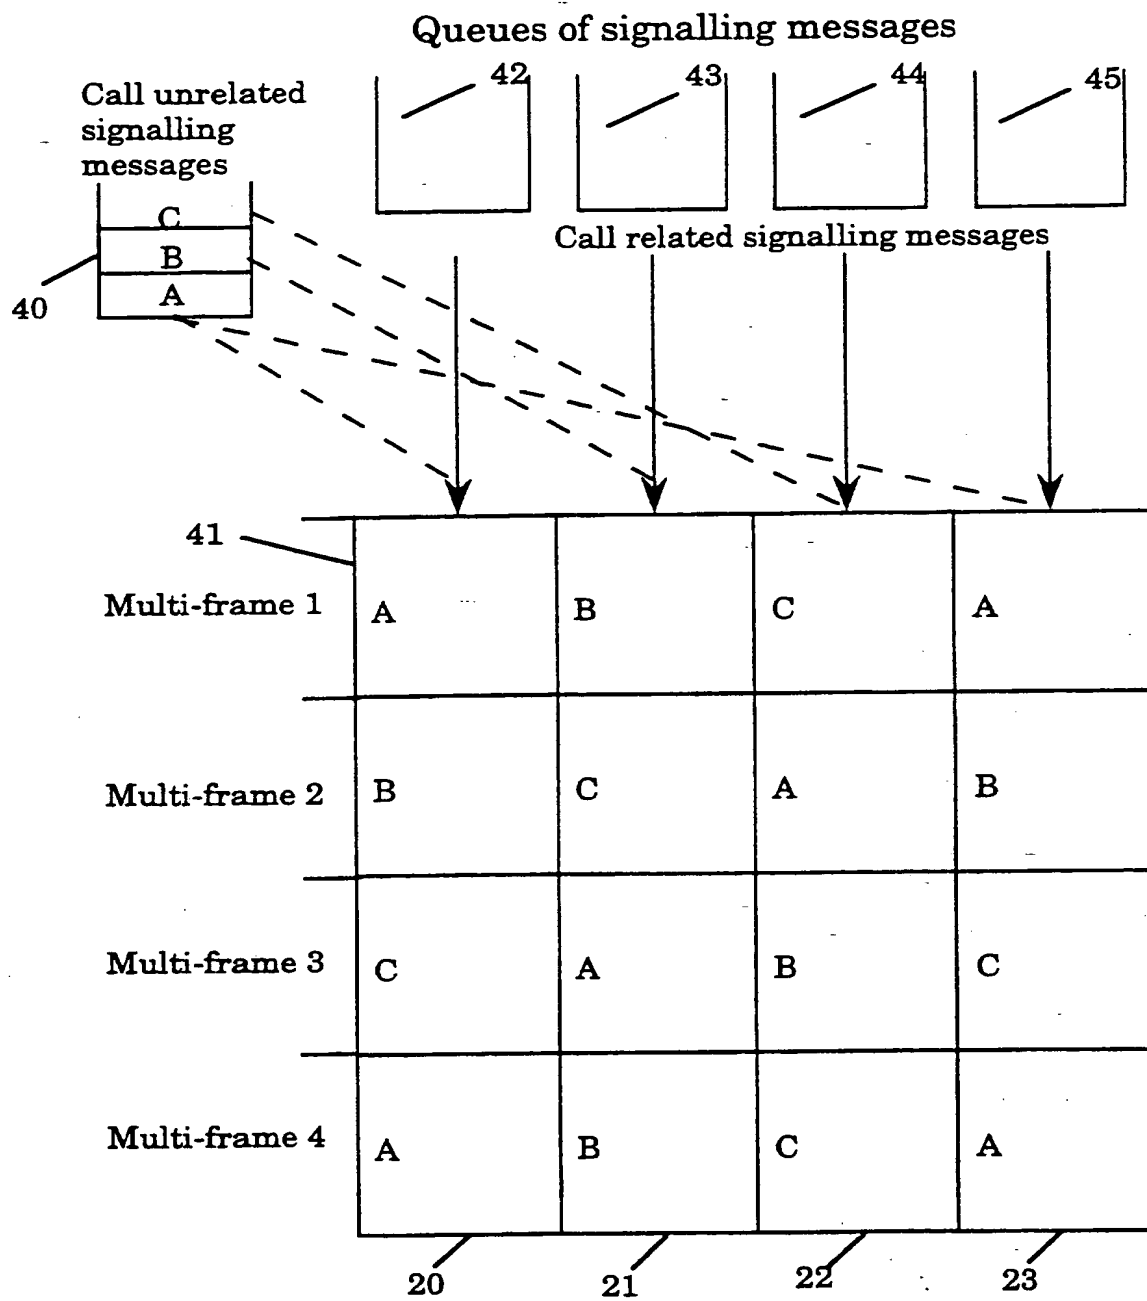 Queues of signalling messages
42
43
44
45
Call unrelated
signalling
messages
C
B
A
40
Call related signalling messages
41
Multi-frame 1
A
B
C
A
Multi-frame 2
B
C
A
B
Multi-frame 3
C
A
B
C
Multi-frame 4
A
B
C
A
20
21
22
23